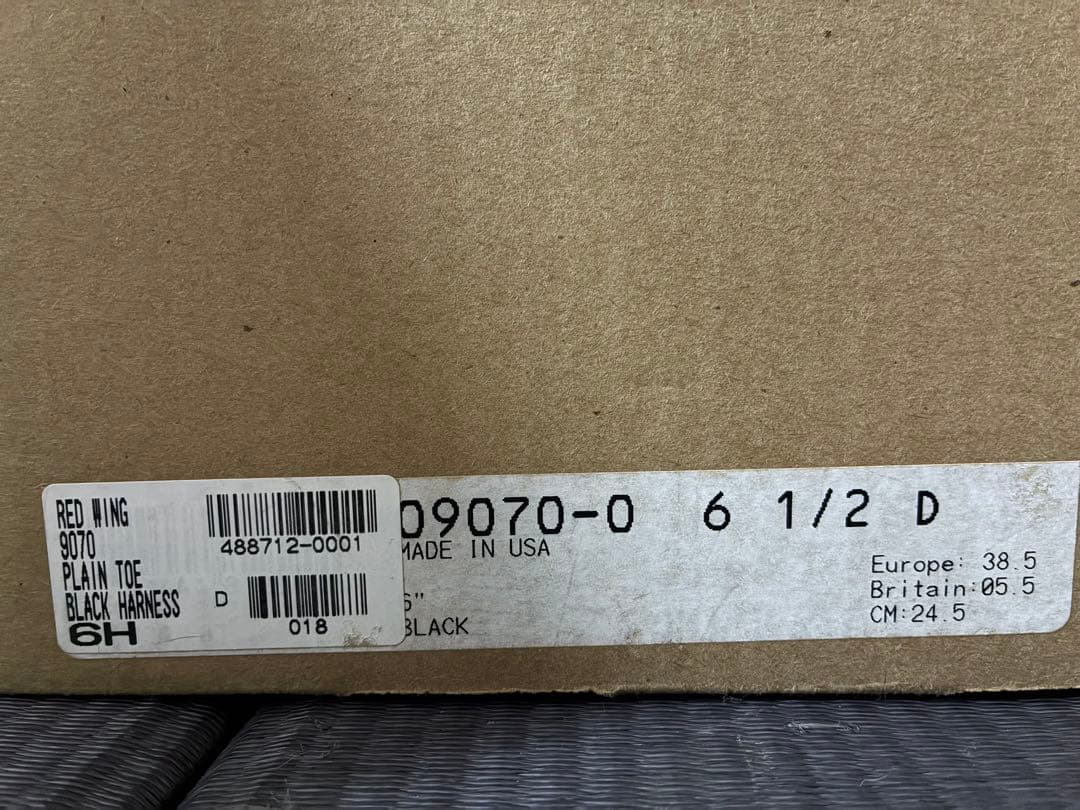 RED WING
9070
PLAIN TOE
BLACK HARNESS
6H
488712-0001
D
018
09070-0 6 1/2 D
MADE IN USA
6"
BLACK
Europe: 38.5
Britain:05.5
CM:24.5